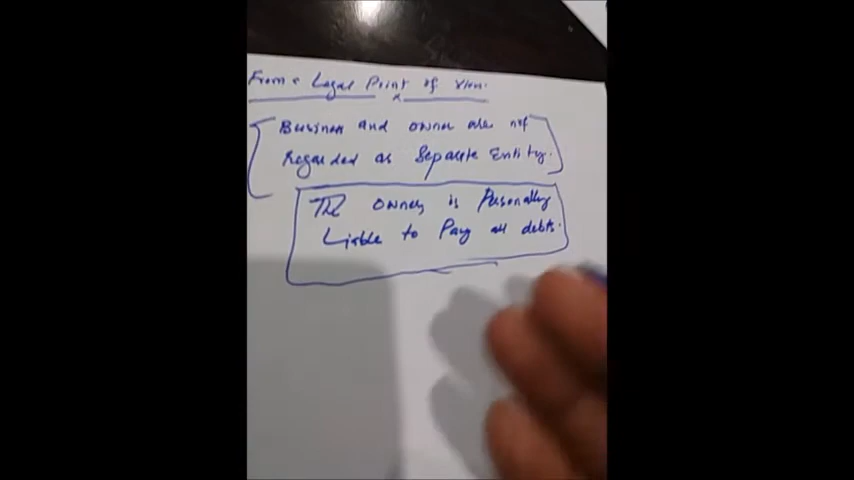 From a Legal Point of View.
Business and owner are not
Regarded as Separate Entity.
The owner is Personally
Liable to Pay all debts.